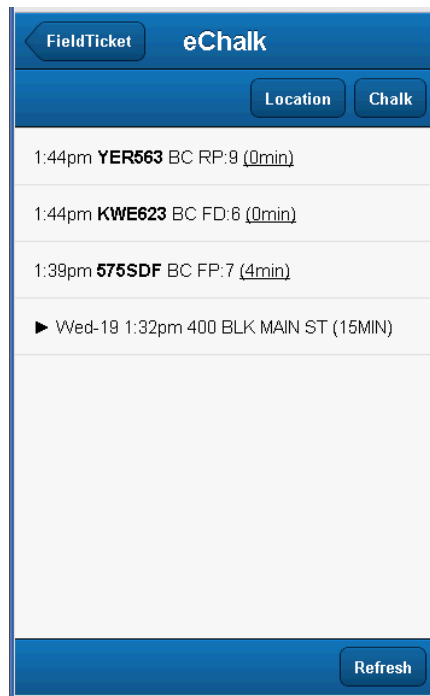 FieldTicket
eChalk
Location
Chalk
1:44pm YER563 BC RP:9 (0min)
1:44pm KWE623 BC FD:6 (0min)
1:39pm 575SDF BC FP:7 (4min)
► Wed-19 1:32pm 400 BLK MAIN ST (15MIN)
Refresh